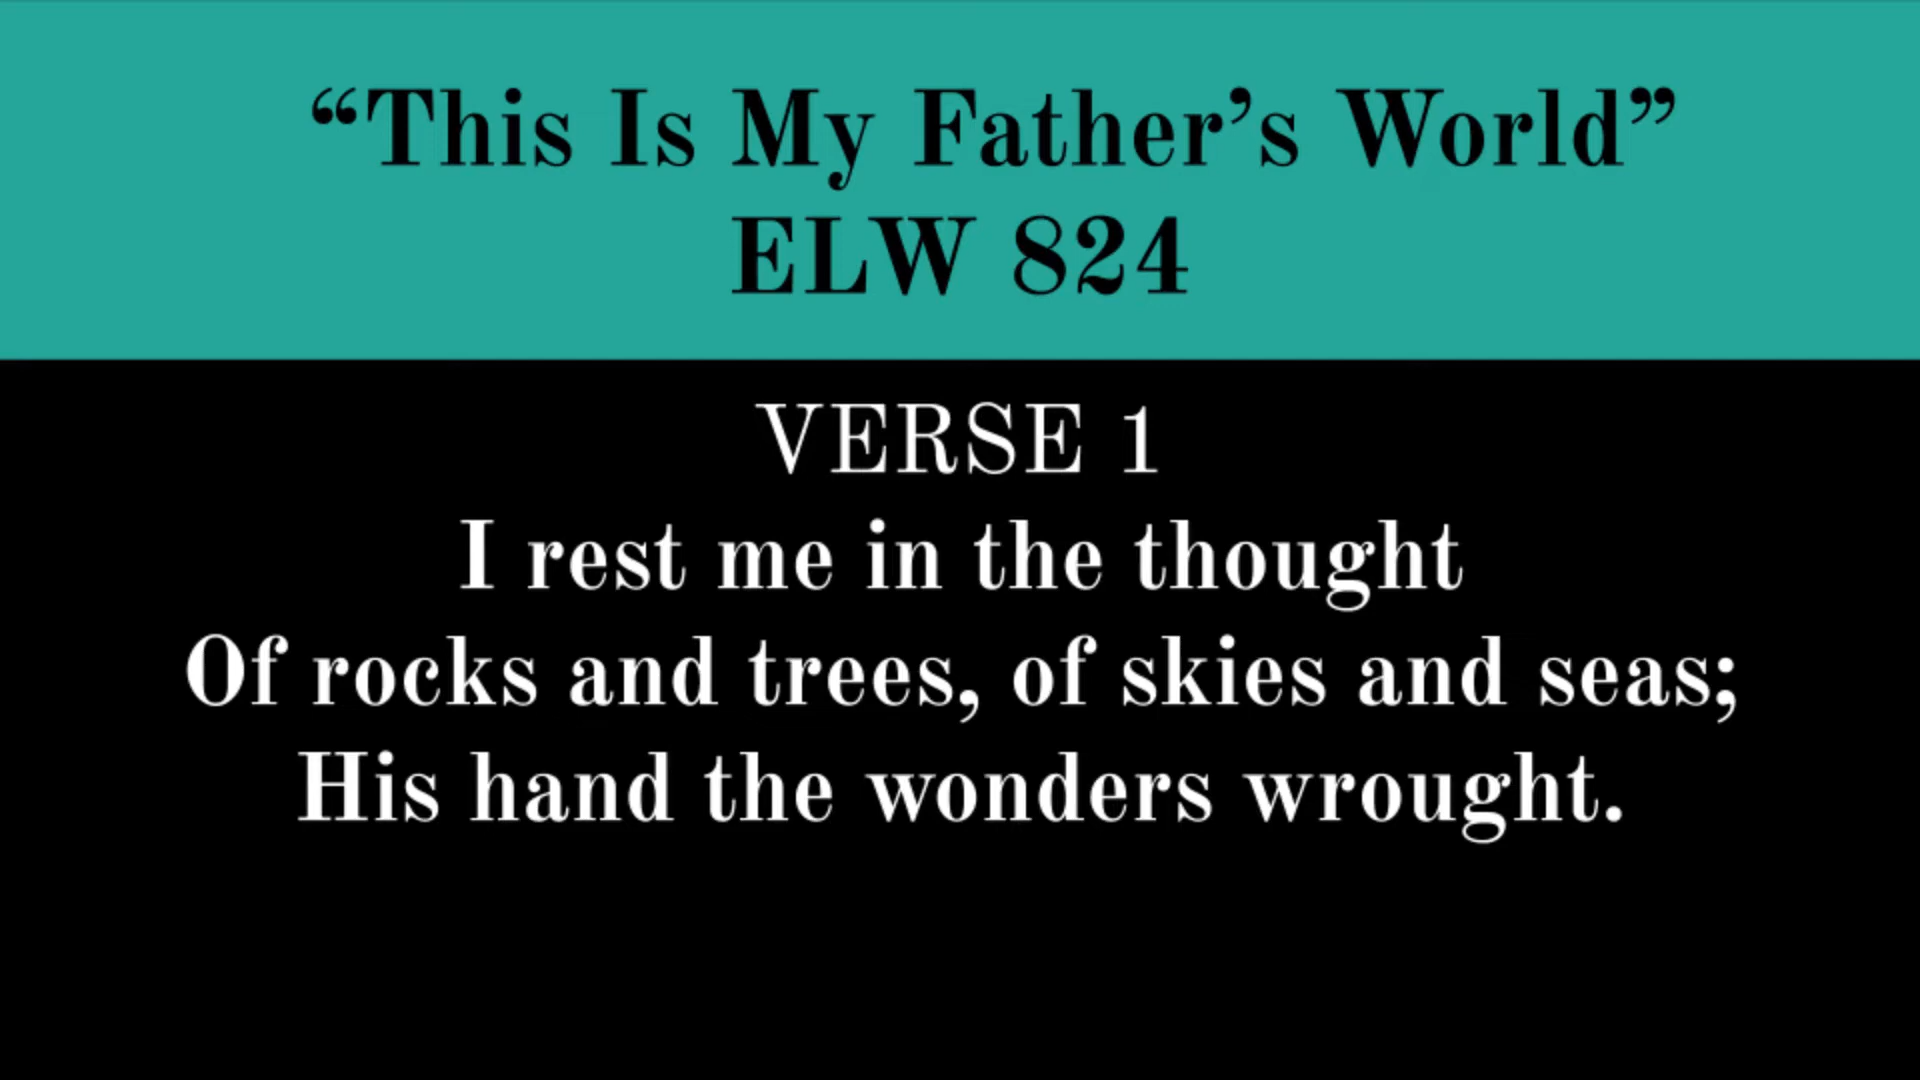 “This Is My Father’s World”
ELW 824
VERSE 1
I rest me in the thought
Of rocks and trees, of skies and seas;
His hand the wonders wrought.